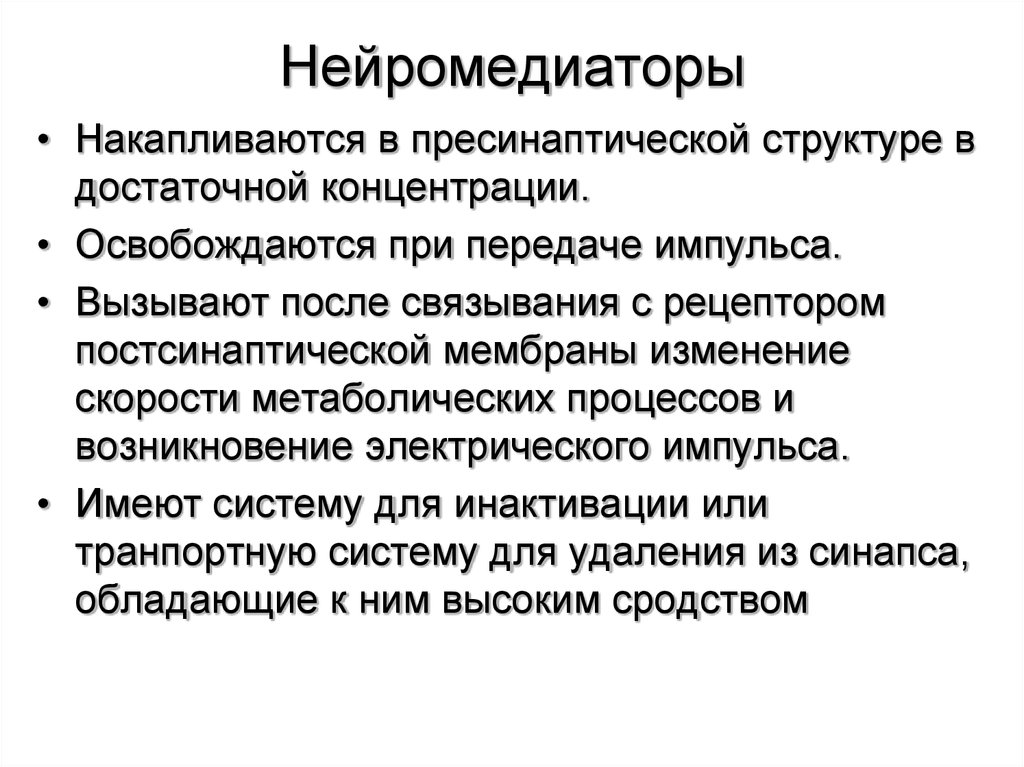 Нейромедиаторы
• Накапливаются в пресинаптической структуре в
достаточной концентрации.
• Освобождаются при передаче импульса.
• Вызывают после связывания с рецептором
постсинаптической мембраны изменение
скорости метаболических процессов и
возникновение электрического импульса.
• Имеют систему для инактивации или
транпортную систему для удаления из синапса,
обладающие к ним высоким сродством